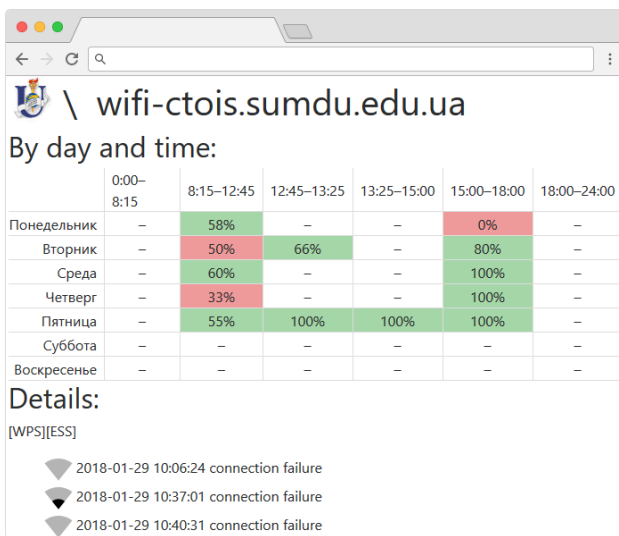 \ wifi-ctois.sumdu.edu.ua
By day and time:
0:00–8:15 8:15–12:45 12:45–13:25 13:25–15:00 15:00–18:00 18:00–24:00
Понедельник – 58% – – 0% –
Вторник – 50% 66% – 80% –
Среда – 60% – – 100% –
Четверг – 33% – – 100% –
Пятница – 55% 100% 100% 100% –
Суббота – – – – – –
Воскресенье – – – – – –
Details:
[WPS][ESS]
2018-01-29 10:06:24 connection failure
2018-01-29 10:37:01 connection failure
2018-01-29 10:40:31 connection failure